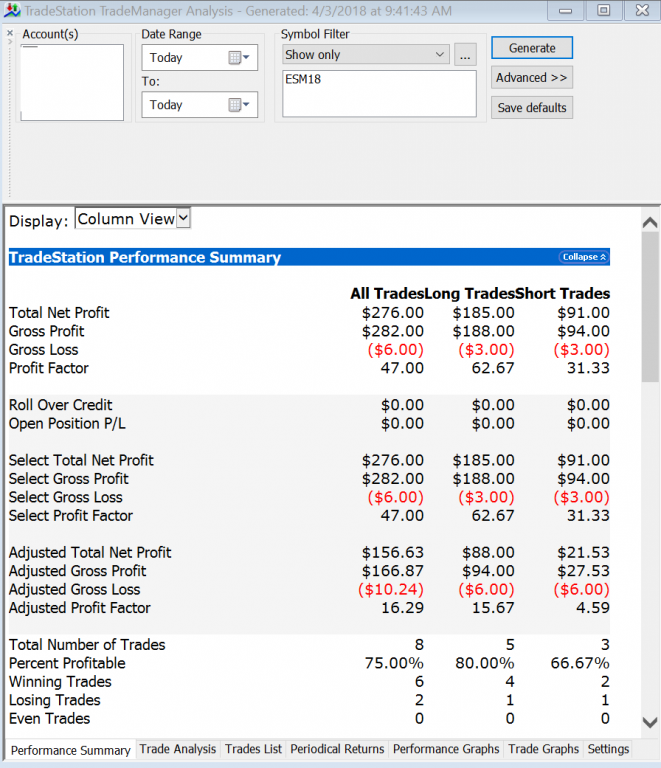 TradeStation TradeManager Analysis - Generated: 4/3/2018 at 9:41:43 AM
Account(s) Date Range Symbol Filter
Today Show only ... Generate
To: ESM18 Advanced >>
Today Save defaults
Display: Column View
TradeStation Performance Summary Collapse
All Trades Long Trades Short Trades
Total Net Profit $276.00 $185.00 $91.00
Gross Profit $282.00 $188.00 $94.00
Gross Loss ($6.00) ($3.00) ($3.00)
Profit Factor 47.00 62.67 31.33
Roll Over Credit $0.00 $0.00 $0.00
Open Position P/L $0.00 $0.00 $0.00
Select Total Net Profit $276.00 $185.00 $91.00
Select Gross Profit $282.00 $188.00 $94.00
Select Gross Loss ($6.00) ($3.00) ($3.00)
Select Profit Factor 47.00 62.67 31.33
Adjusted Total Net Profit $156.63 $88.00 $21.53
Adjusted Gross Profit $166.87 $94.00 $27.53
Adjusted Gross Loss ($10.24) ($6.00) ($6.00)
Adjusted Profit Factor 16.29 15.67 4.59
Total Number of Trades 8 5 3
Percent Profitable 75.00% 80.00% 66.67%
Winning Trades 6 4 2
Losing Trades 2 1 1
Even Trades 0 0 0
Performance Summary Trade Analysis Trades List Periodical Returns Performance Graphs Trade Graphs Settings